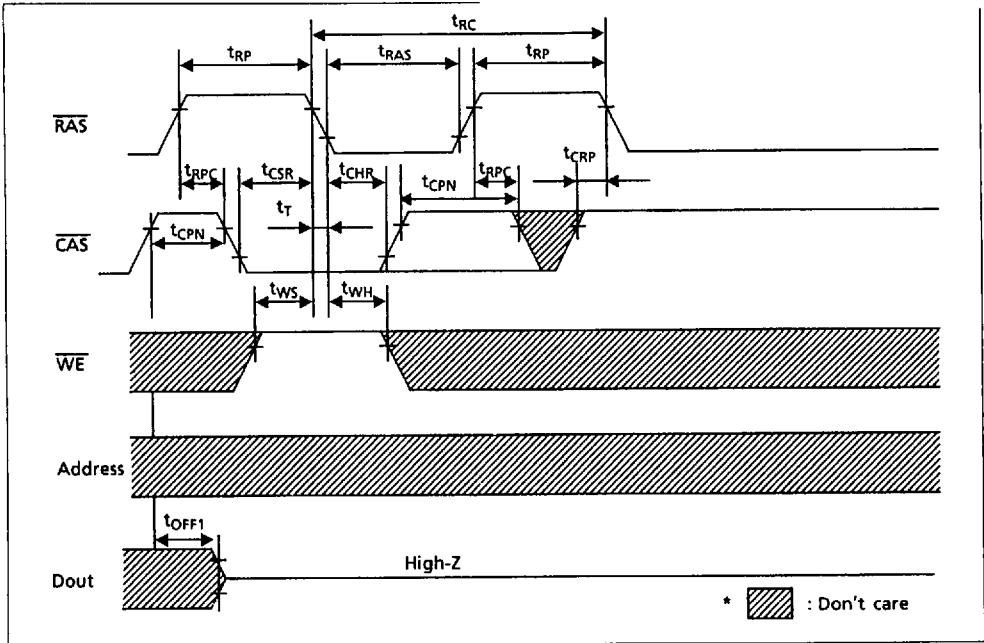 tRC
tRP tRAS tRP
RAS
tRPC tCSR tCHR tCPN tRPC tCRP
tT
CAS
tCPN
tWS tWH
WE
Address
tOFF1
Dout
High-Z
* : Don't care